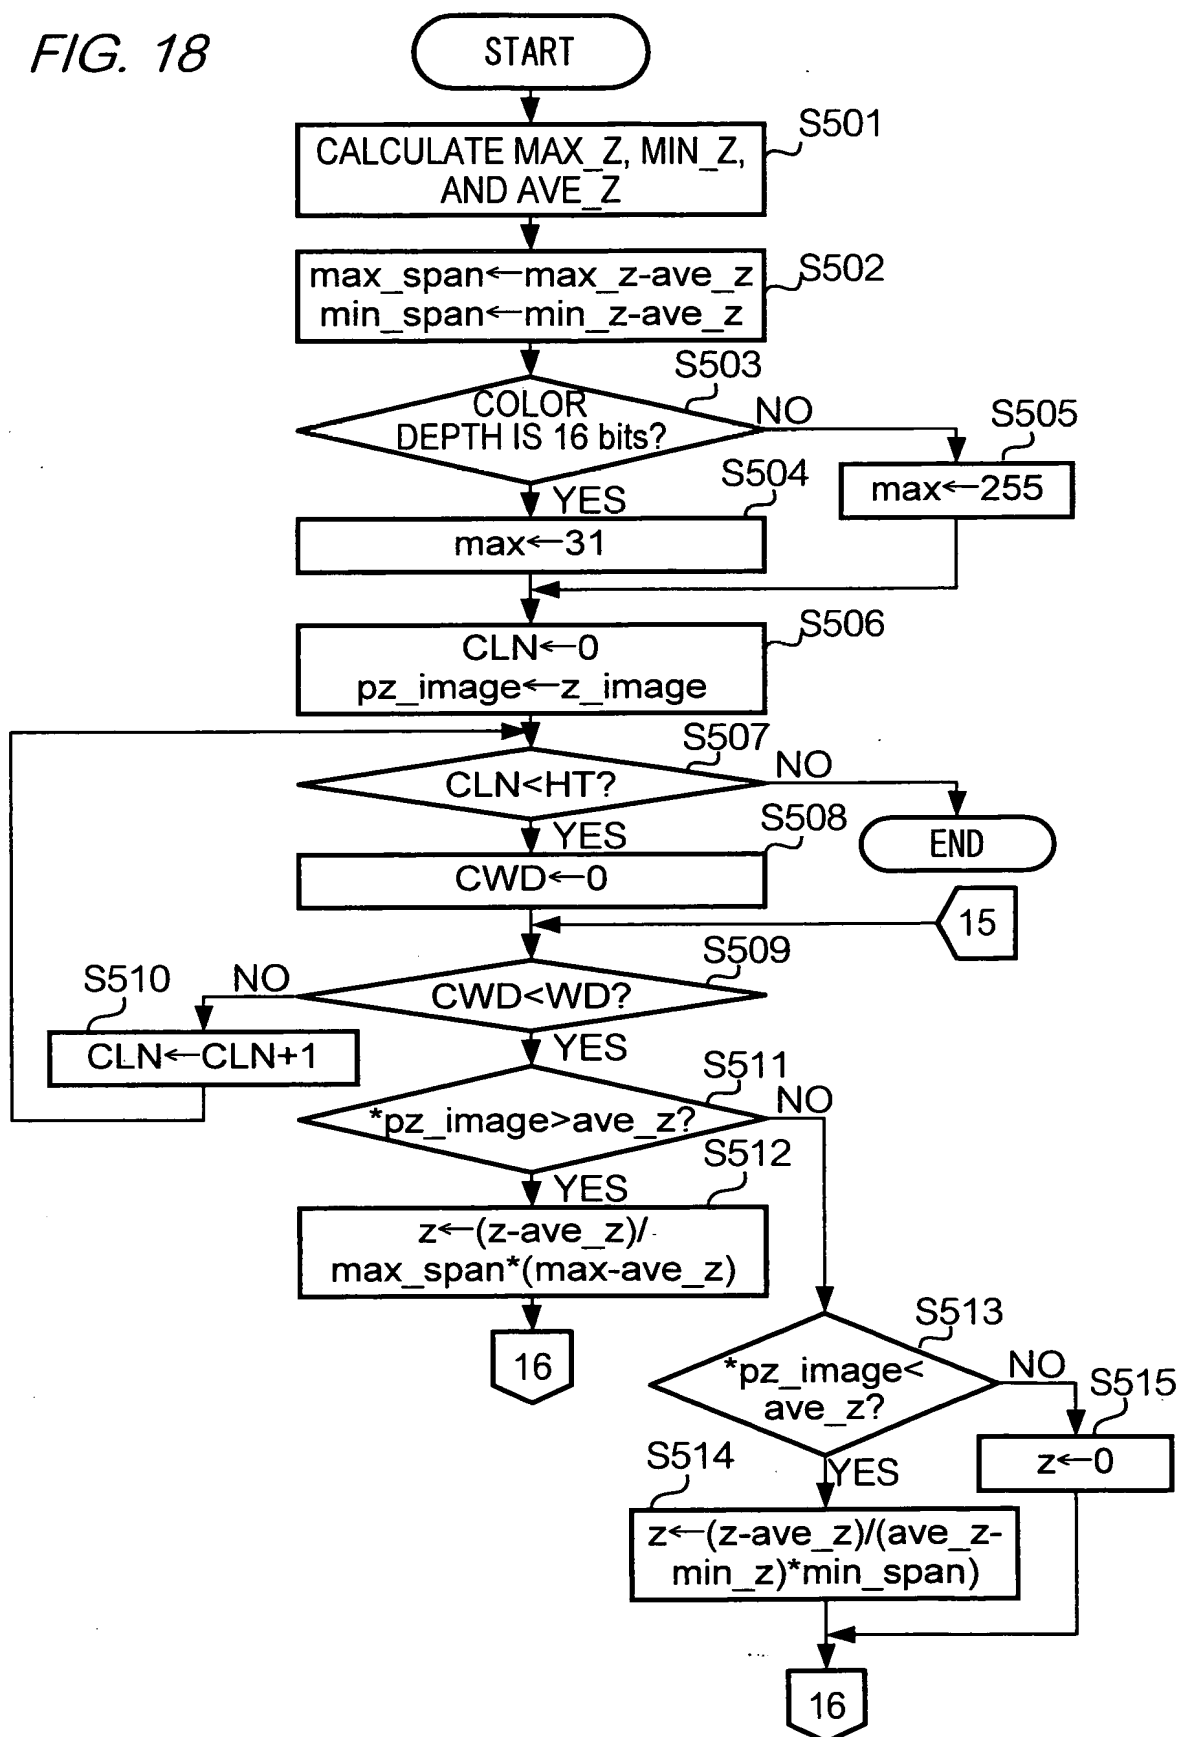 FIG. 18
START
S501
CALCULATE MAX_Z, MIN_Z,
AND AVE_Z
S502
max_span←max_z-ave_z
min_span←min_z-ave_z
S503
COLOR
DEPTH IS 16 bits?
NO
S505
max←255
YES
S504
max←31
S506
CLN←0
pz_image←z_image
S507
CLN<HT?
NO
END
YES
S508
CWD←0
15
S509
CWD<WD?
NO
S510
CLN←CLN+1
YES
S511
*pz_image>ave_z?
NO
YES
S512
z←(z-ave_z)/
max_span*(max-ave_z)
16
S513
*pz_image<
ave_z?
NO
S515
z←0
YES
S514
z←(z-ave_z)/(ave_z-
min_z)*min_span)
16